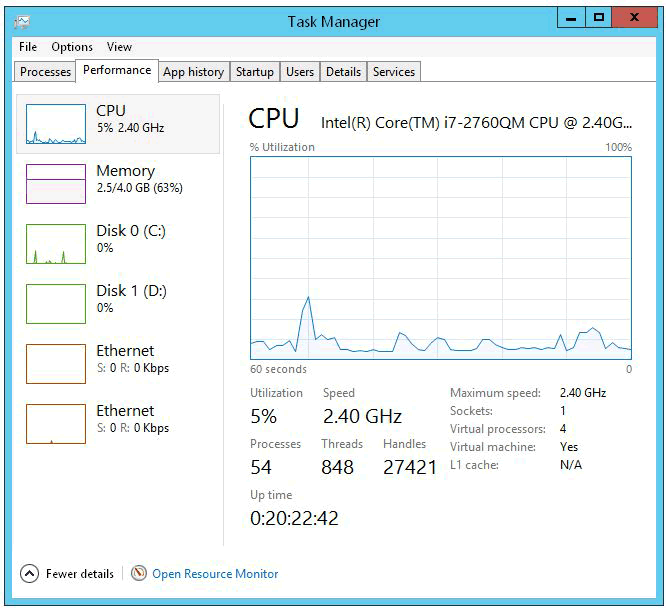 Task Manager
File Options View
Processes Performance App history Startup Users Details Services
CPU
5% 2.40 GHz
Memory
2.5/4.0 GB (63%)
Disk 0 (C:)
0%
Disk 1 (D:)
0%
Ethernet
S: 0 R: 0 Kbps
Ethernet
S: 0 R: 0 Kbps
CPU Intel(R) Core(TM) i7-2760QM CPU @ 2.40G...
% Utilization 100%
60 seconds 0
Utilization Speed
5% 2.40 GHz
Processes Threads Handles
54 848 27421
Up time
0:20:22:42
Maximum speed: 2.40 GHz
Sockets: 1
Virtual processors: 4
Virtual machine: Yes
L1 cache: N/A
Fewer details Open Resource Monitor